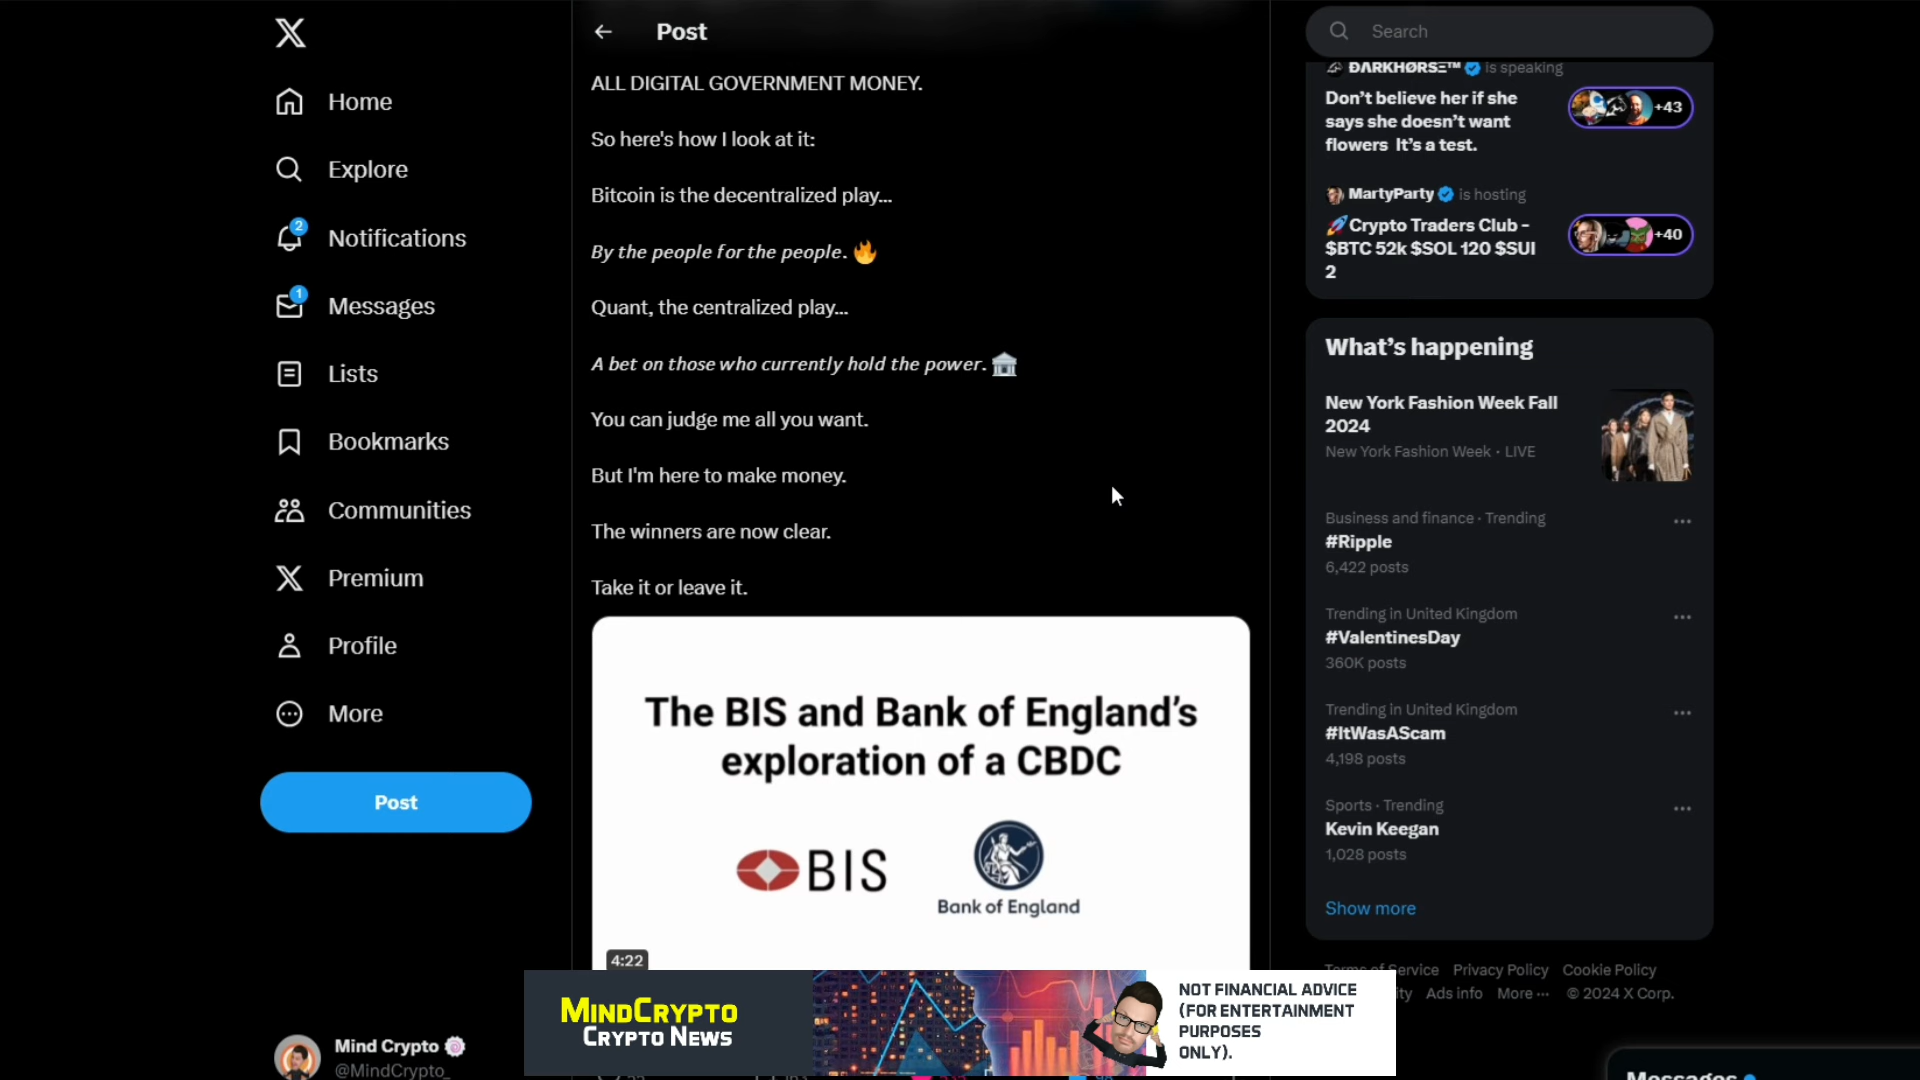 Home
Explore
2
Notifications
1
Messages
Lists
Bookmarks
Communities
Premium
Profile
More
Post
Mind Crypto
@MindCrypto_
Post
ALL DIGITAL GOVERNMENT MONEY.
So here's how I look at it:
Bitcoin is the decentralized play...
By the people for the people. 🔥
Quant, the centralized play...
A bet on those who currently hold the power. 🏛️
You can judge me all you want.
But I'm here to make money.
The winners are now clear.
Take it or leave it.
The BIS and Bank of England's
exploration of a CBDC
BIS
Bank of England
4:22
MINDCRYPTO
CRYPTO NEWS
NOT FINANCIAL ADVICE
(FOR ENTERTAINMENT
PURPOSES
ONLY).
Search
ĐΛRKHØRSΞ™ is speaking
Don't believe her if she
says she doesn't want
flowers It's a test.
+43
MartyParty is hosting
🚀Crypto Traders Club -
$BTC 52k $SOL 120 $SUI
2
+40
What's happening
New York Fashion Week Fall
2024
New York Fashion Week · LIVE
Business and finance · Trending
#Ripple
6,422 posts
Trending in United Kingdom
#ValentinesDay
360K posts
Trending in United Kingdom
#ItWasAScam
4,198 posts
Sports · Trending
Kevin Keegan
1,028 posts
Show more
Terms of Service Privacy Policy Cookie Policy
Ads info More ··· © 2024 X Corp.
Messages